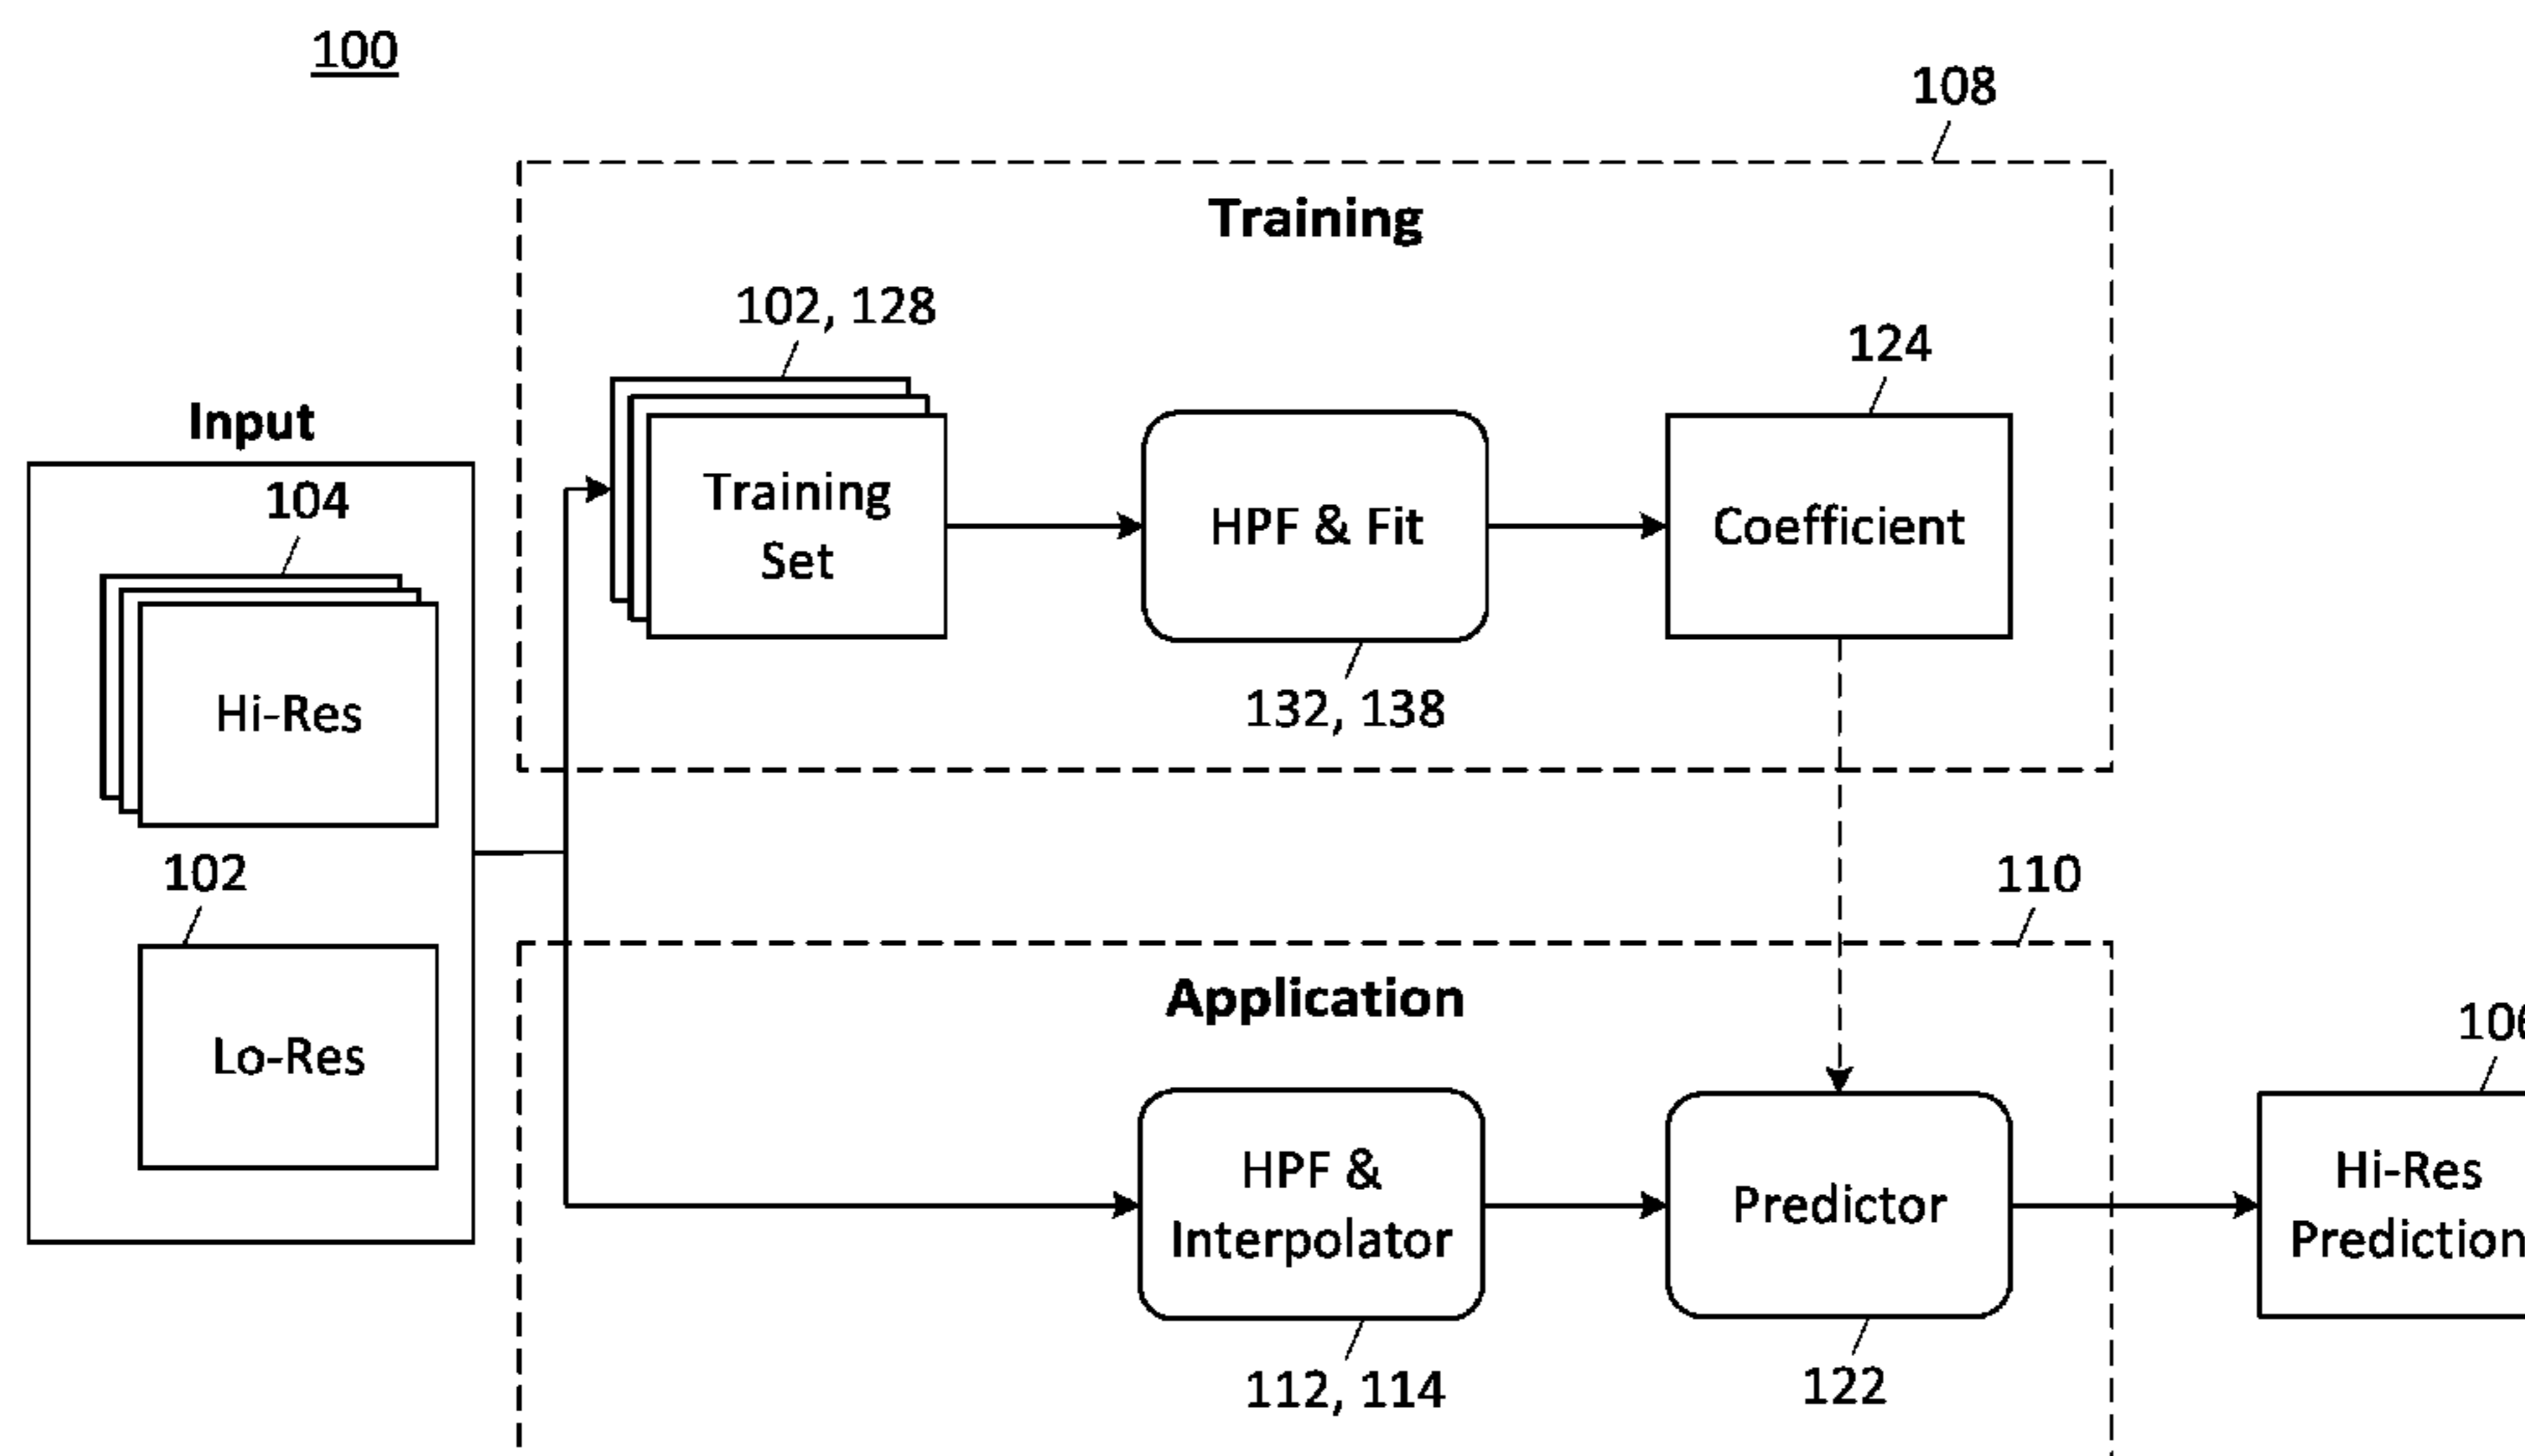 100
108
Training
102, 128
124
Input
104
Training
Set
HPF & Fit
Coefficient
Hi-Res
132, 138
102
110
Application
Lo-Res
HPF &
Interpolator
Predictor
Hi-Res
Prediction
112, 114
122